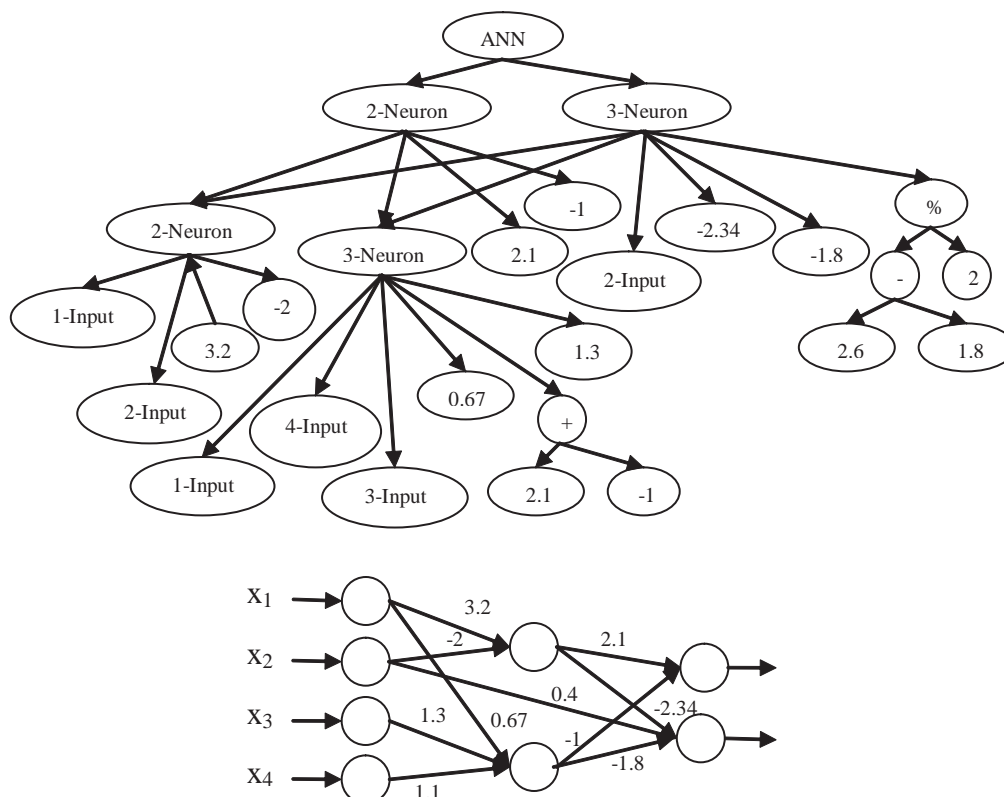 ANN
2-Neuron
3-Neuron
2-Neuron
3-Neuron
2.1
-1
2-Input
-2.34
-1.8
%
-
2
2.6
1.8
1-Input
2-Input
3.2
-2
1-Input
4-Input
3-Input
0.67
+
1.3
2.1
-1
x1
x2
x3
x4
3.2
-2
1.3
0.67
1.1
2.1
0.4
-2.34
-1
-1.8